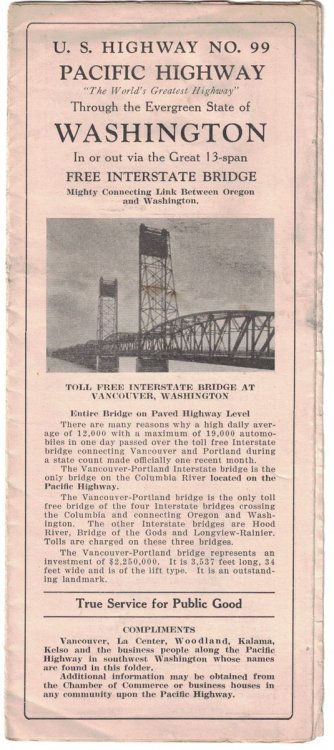 U. S. HIGHWAY NO. 99
PACIFIC HIGHWAY
"The World's Greatest Highway"
Through the Evergreen State of
WASHINGTON
In or out via the Great 13-span
FREE INTERSTATE BRIDGE
Mighty Connecting Link Between Oregon
and Washington.
TOLL FREE INTERSTATE BRIDGE AT
VANCOUVER, WASHINGTON
Entire Bridge on Paved Highway Level
There are many reasons why a high daily aver-
age of 12,000 with a maximum of 19,000 automo-
biles in one day passed over the toll free Interstate
bridge connecting Vancouver and Portland during
a state count made officially one recent month.
The Vancouver-Portland Interstate bridge is the
only bridge on the Columbia River located on the
Pacific Highway.
The Vancouver-Portland bridge is the only toll
free bridge of the four Interstate bridges crossing
the Columbia and connecting Oregon and Wash-
ington. The other Interstate bridges are Hood
River, Bridge of the Gods and Longview-Rainier.
Tolls are charged on these three bridges.
The Vancouver-Portland bridge represents an
investment of $2,250,000. It is 3,537 feet long, 34
feet wide and is of the lift type. It is an outstand-
ing landmark.
True Service for Public Good
COMPLIMENTS
Vancouver, La Center, Woodland, Kalama,
Kelso and the business people along the Pacific
Highway in southwest Washington whose names
are found in this folder.
Additional information may be obtained from
the Chamber of Commerce or business houses in
any community upon the Pacific Highway.